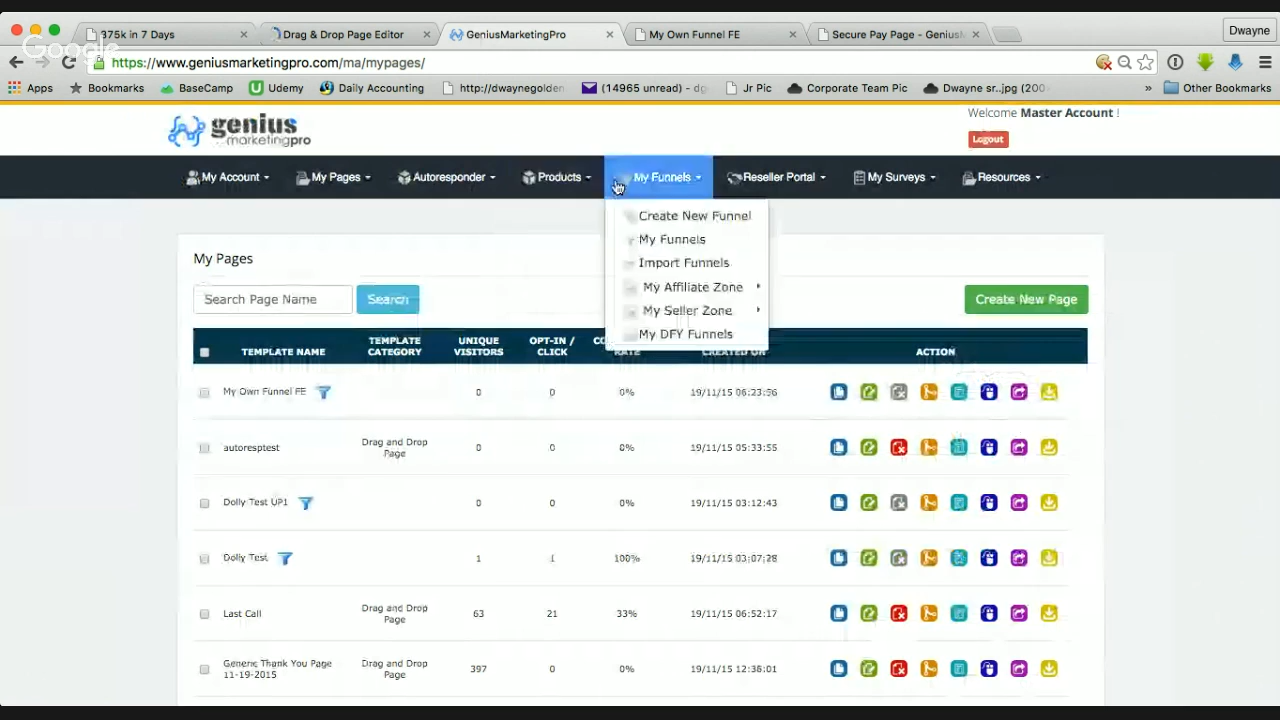 375k in 7 Days
Drag & Drop Page Editor
GeniusMarketingPro
My Own Funnel FE
Secure Pay Page - Genius
Dwayne
Google
https://www.geniusmarketingpro.com/ma/mypages/
Apps
Bookmarks
BaseCamp
Udemy
Daily Accounting
http://dwaynegolden
(14965 unread) - dg
Jr Pic
Corporate Team Pic
Dwayne sr..jpg (200
»
Other Bookmarks
genius
marketingpro
Welcome Master Account !
Logout
My Account
My Pages
Autoresponder
Products
My Funnels
Reseller Portal
My Surveys
Resources
Create New Funnel
My Funnels
Import Funnels
My Affiliate Zone
My Seller Zone
My DFY Funnels
My Pages
Search Page Name
Search
Create New Page
TEMPLATE NAME
TEMPLATE CATEGORY
UNIQUE VISITORS
OPT-IN / CLICK
RATE
CREATED ON
ACTION
My Own Funnel FE 0 0 0% 19/11/15 06:23:56
autoresptest Drag and Drop Page 0 0 0% 19/11/15 05:33:55
Dolly Test UP1 0 0 0% 19/11/15 03:12:43
Dolly Test 1 1 100% 19/11/15 03:07:28
Last Call Drag and Drop Page 63 21 33% 19/11/15 06:52:17
Generic Thank You Page 11-19-2015 Drag and Drop Page 397 0 0% 19/11/15 12:38:01